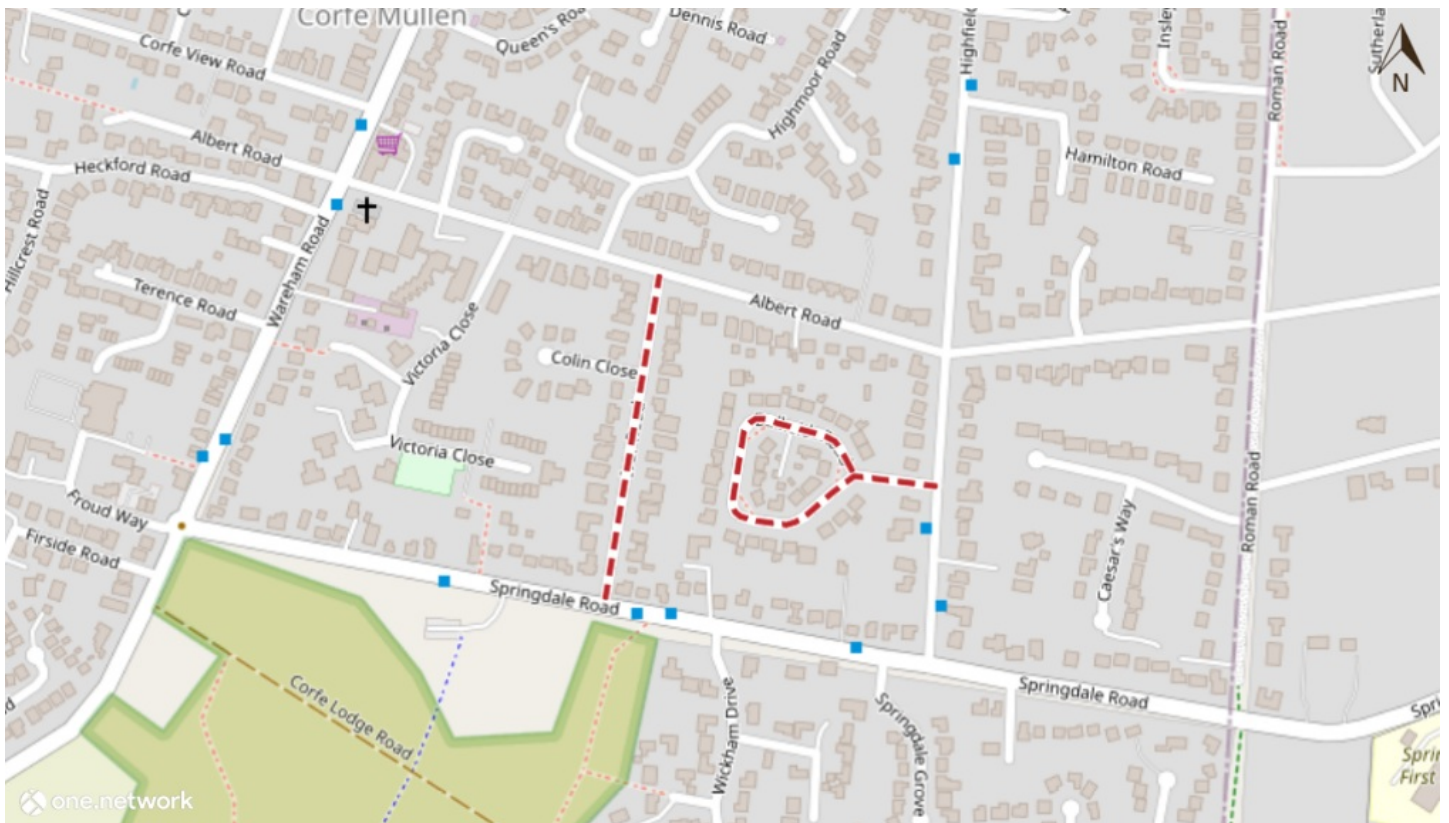 Corfe Mullen
Dennis Road
Queen's Roa
Highfield
Insley
Roman Road
Sutherla
N
Corfe View Road
Highmoor Road
Albert Road
Heckford Road
Hamilton Road
Hillcrest Road
Wareham Road
Terence Road
Albert Road
Victoria Close
Colin Close
Victoria Close
Roman Road
Froud Way
Firside Road
Caesar's Way
Springdale Road
Corfe Lodge Road
Wickham Drive
Springdale Grove
Springdale Road
Spri
Sprin
First
one.network